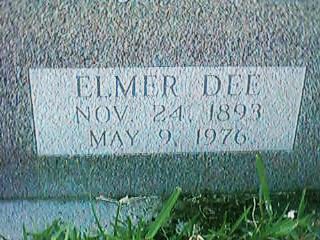 ELMER DEE
NOV. 24, 1893
MAY 9, 1976